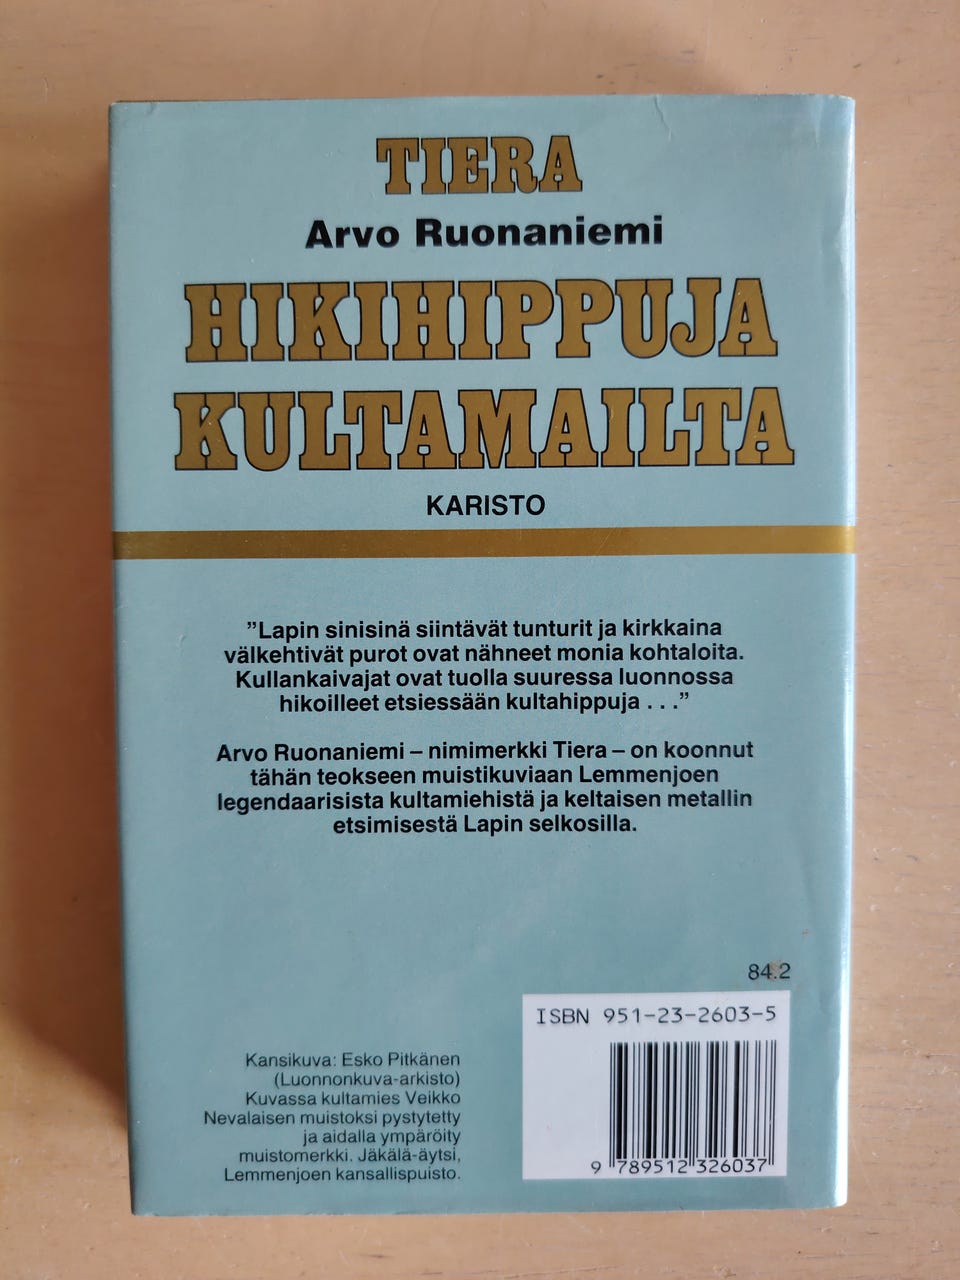 TIERA
Arvo Ruonaniemi
HIKIHIPPUJA
KULTAMAILTA
KARISTO
”Lapin sinisinä siintävät tunturit ja kirkkaina
välkehtivät purot ovat nähneet monia kohtaloita.
Kullankaivajat ovat tuolla suuressa luonnossa
hikoilleet etsiessään kultahippuja . . .”
Arvo Ruonaniemi – nimimerkki Tiera – on koonnut
tähän teokseen muistikuviaan Lemmenjoen
legendaarisista kultamiehistä ja keltaisen metallin
etsimisestä Lapin selkosilla.
84.2
ISBN 951-23-2603-5
9 789512 326037
Kansikuva: Esko Pitkänen
(Luonnonkuva-arkisto)
Kuvassa kultamies Veikko
Nevalaisen muistoksi pystytetty
ja aidalla ympäröity
muistomerkki. Jäkälä-äytsi,
Lemmenjoen kansallispuisto.